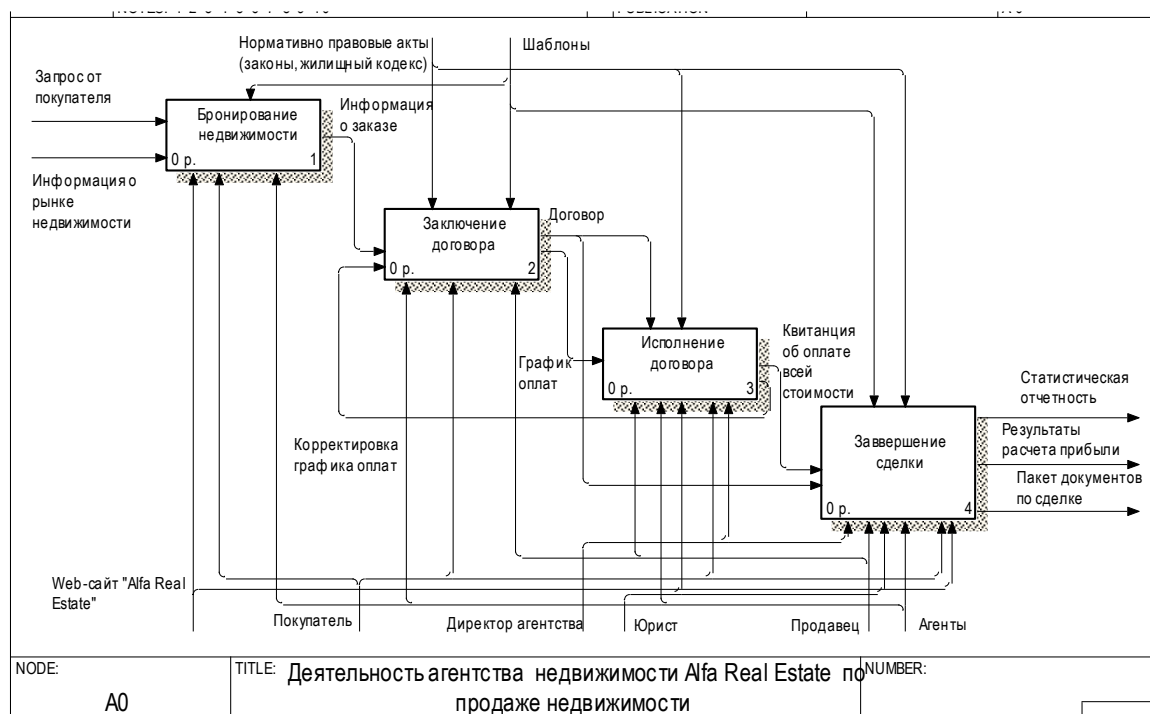 Нормативно правовые акты
(законы, жилищный кодекс)
Шаблоны
Запрос от
покупателя
Бронирование
недвижимости
0 р.
1
Информация
о заказе
Информация о
рынке
недвижимости
Заключение
договора
0 р.
2
Договор
Исполнение
договора
0 р.
3
График
оплат
Квитанция
об оплате
всей
стоимости
Статистическая
отчетность
Заввершение
сделки
0 р.
4
Результаты
расчета прибыли
Пакет документов
по сделке
Корректировка
графика оплат
Web-сайт "Alfa Real
Estate"
Покупатель
Директор агентства
Юрист
Продавец
Агенты
NODE:
A0
TITLE:
Деятельность агентства недвижимости Alfa Real Estate по
продаже недвижимости
NUMBER: